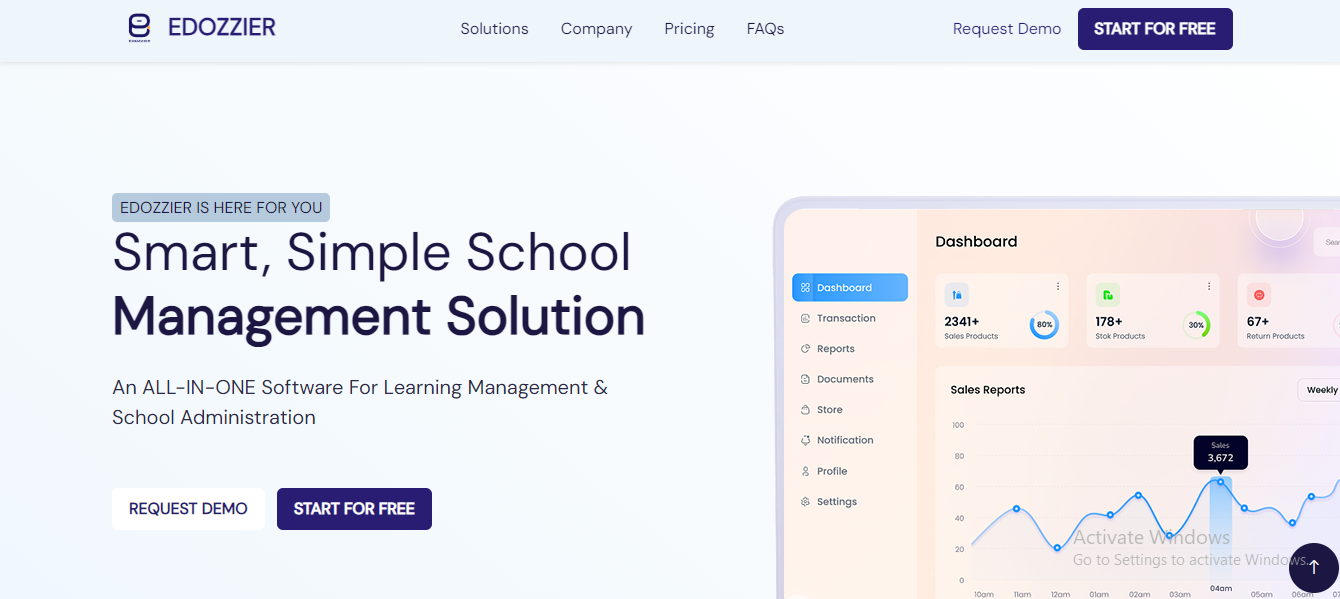 EDOZZIER
Solutions
Company
Pricing
FAQs
Request Demo
START FOR FREE
EDOZZIER IS HERE FOR YOU
Smart, Simple School
Management Solution
An ALL-IN-ONE Software For Learning Management &
School Administration
REQUEST DEMO
START FOR FREE
Dashboard
Transaction
Reports
Documents
Store
Notification
Profile
Settings
Dashboard
2341+
Sales Products
80%
178+
Stok Products
30%
67+
Return Products
Sales Reports
Weekly
100
80
60
40
20
0
Sales
3,672
10am
11am
12am
01am
02am
03am
04am
05am
06am
Activate Windows
Go to Settings to activate Windows.